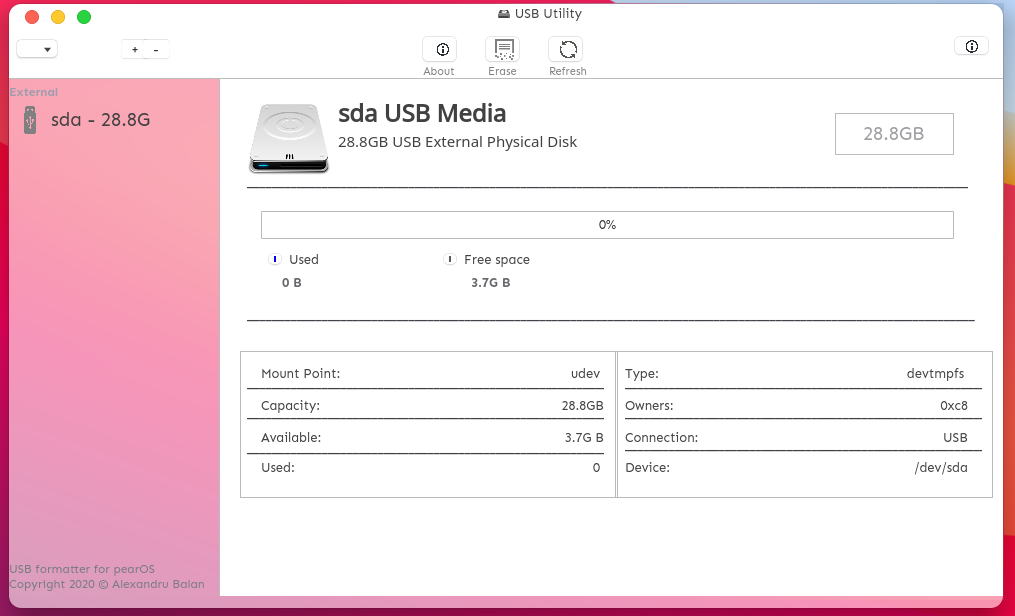 USB Utility
+ -
About
Erase
Refresh
External
sda - 28.8G
sda USB Media
28.8GB USB External Physical Disk
28.8GB
0%
Used
Free space
0 B
3.7G B
Mount Point: udev
Type: devtmpfs
Capacity: 28.8GB
Owners: 0xc8
Available: 3.7G B
Connection: USB
Used: 0
Device: /dev/sda
USB formatter for pearOS
Copyright 2020 © Alexandru Balan